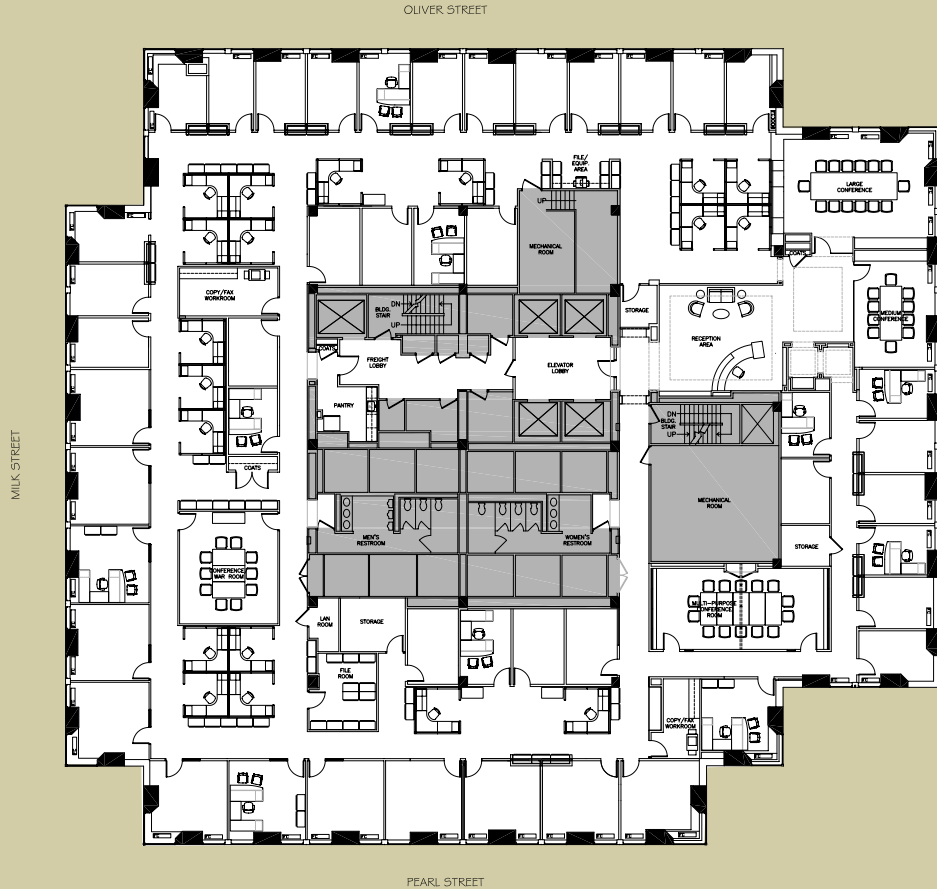 OLIVER STREET
FILE/
EQUIP.
AREA
LARGE
CONFERENCE
UP
MECHANICAL
ROOM
COATS
COPY/FAX
WORKROOM
BLDG.
STAIR
DN
UP
STORAGE
MEDIUM
CONFERENCE
RECEPTION
AREA
COATS
FREIGHT
LOBBY
ELEVATOR
LOBBY
PANTRY
DN
BLDG.
STAIR
UP
MILK STREET
COATS
MECHANICAL
ROOM
MEN'S
RESTROOM
WOMEN'S
RESTROOM
STORAGE
CONFERENCE
WAR ROOM
MULTI-PURPOSE
CONFERENCE
ROOM
LAN
ROOM
STORAGE
FILE
ROOM
COPY/FAX
WORKROOM
PEARL STREET